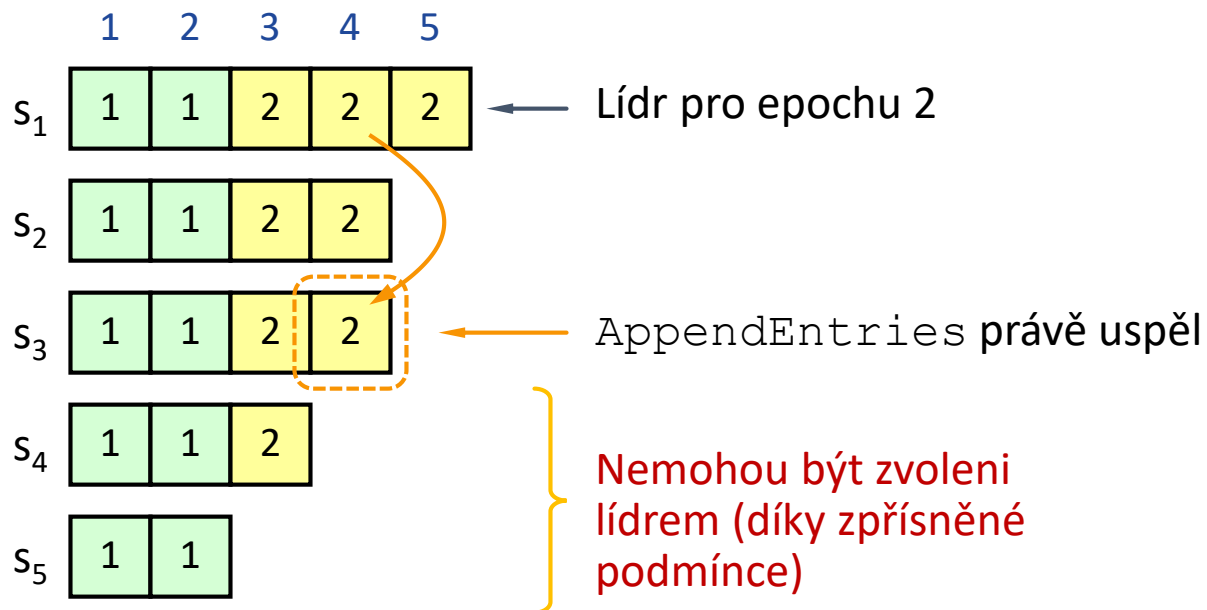 1 2 3 4 5
s1 1 1 2 2 2 Lídr pro epochu 2
s2 1 1 2 2
s3 1 1 2 2 AppendEntries právě uspěl
s4 1 1 2
s5 1 1
Nemohou být zvoleni
lídrem (díky zpřísněné
podmínce)